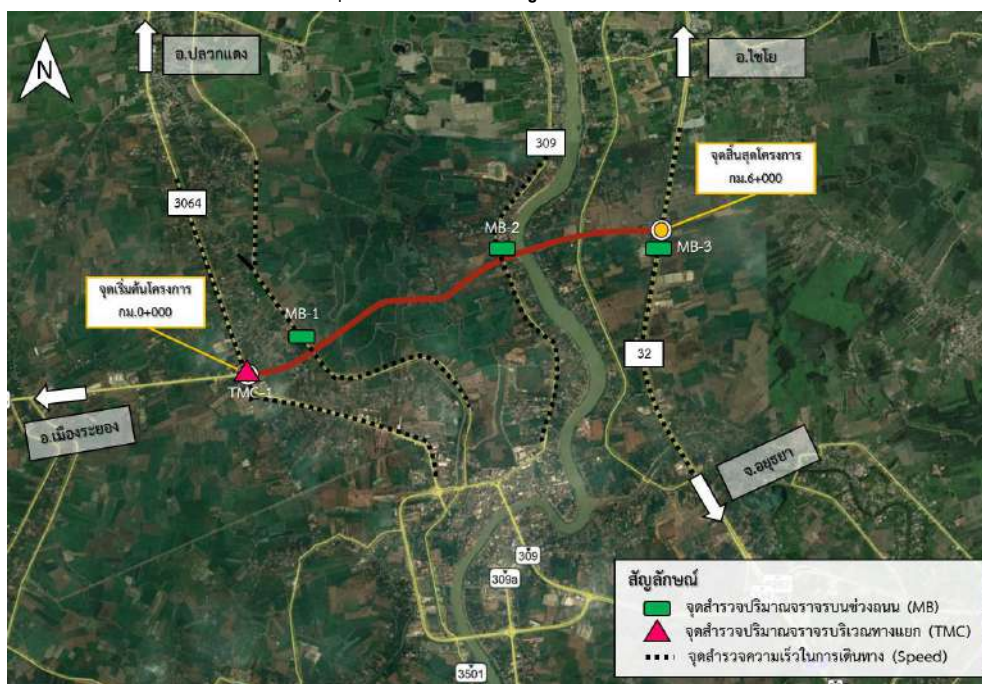 อ.ปลวกแดง
อ.ไชโย
N
309
จุดสิ้นสุดโครงการ
กม.6+000
3064
MB-2
MB-3
จุดเริ่มต้นโครงการ
กม.0+000
MB-1
32
TMC-1
อ.เมืองระยอง
จ.อยุธยา
309
309a
3501
สัญลักษณ์
จุดสำรวจปริมาณจราจรบนช่วงถนน (MB)
จุดสำรวจปริมาณจราจรบริเวณทางแยก (TMC)
จุดสำรวจความเร็วในการเดินทาง (Speed)